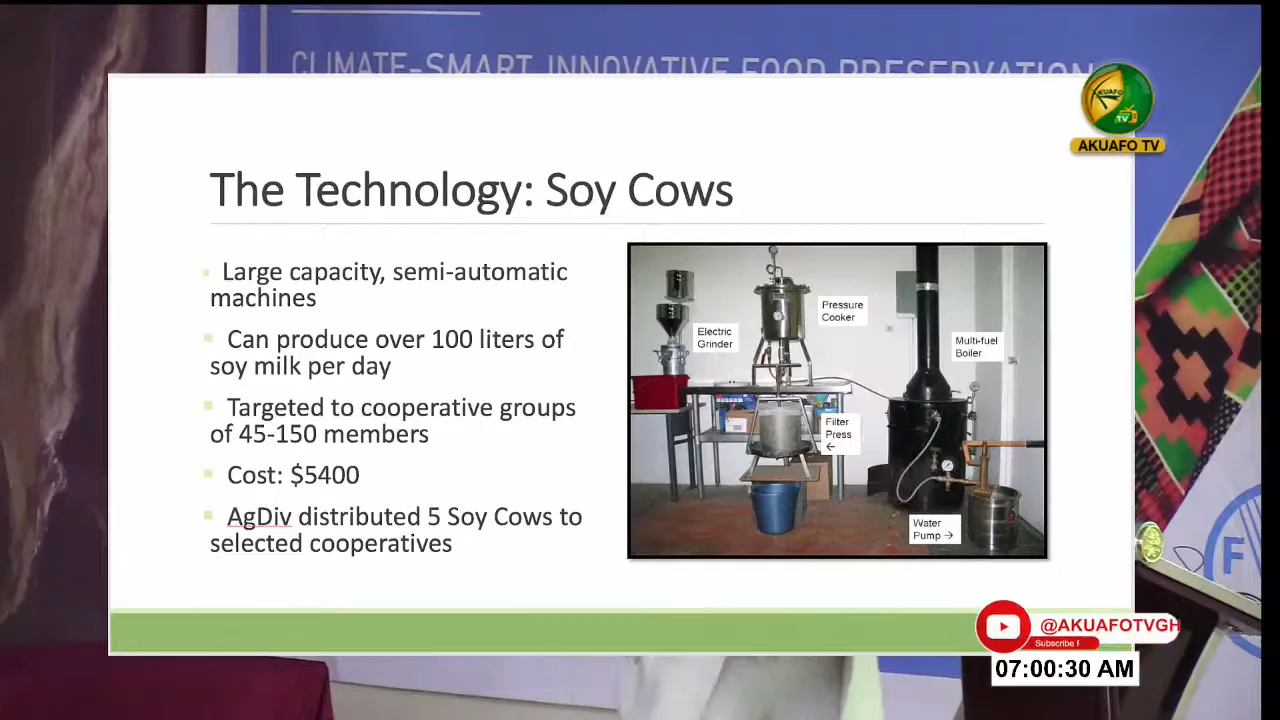 CLIMATE-SMART INNOVATIVE FOOD PRESERVATION
AKUAFO
TV
AKUAFO TV
The Technology: Soy Cows
Large capacity, semi-automatic
machines
Can produce over 100 liters of
soy milk per day
Targeted to cooperative groups
of 45-150 members
Cost: $5400
AgDiv distributed 5 Soy Cows to
selected cooperatives
Electric
Grinder
Pressure
Cooker
Multi-fuel
Boiler
Filter
Press
←
Water
Pump →
F
@AKUAFOTVGH
Subscribe f
07:00:30 AM